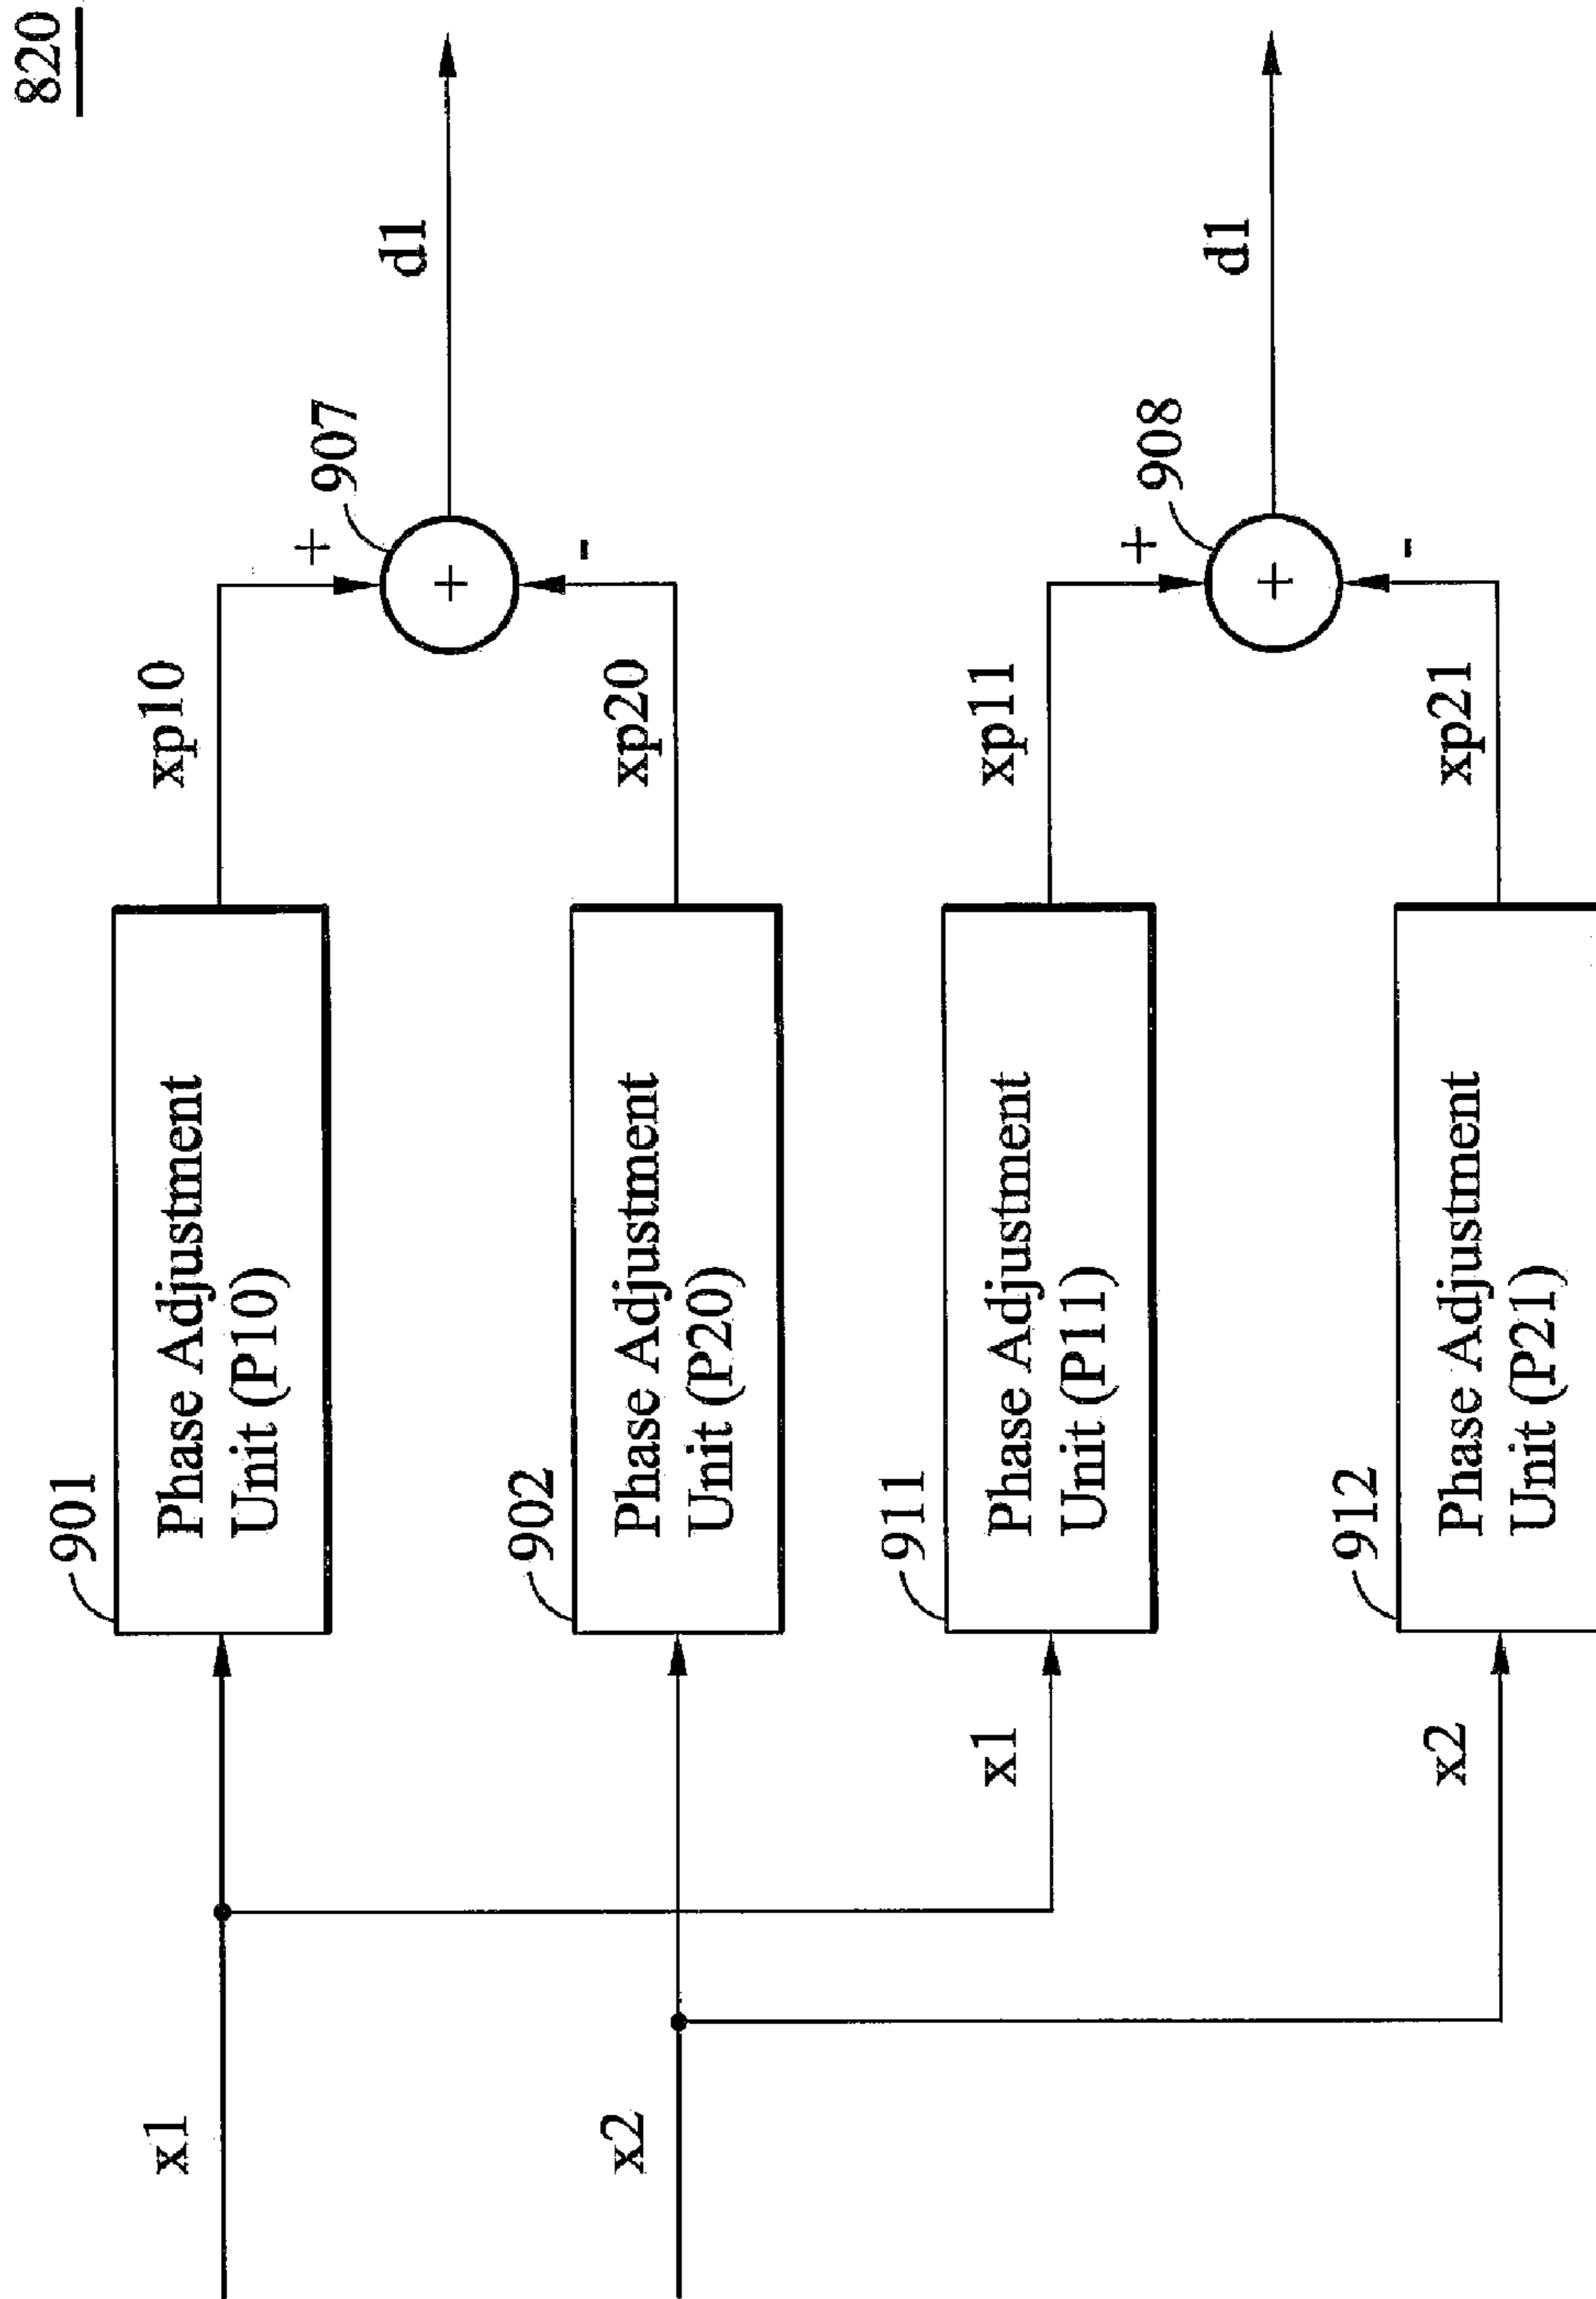 820
x1
901
Phase Adjustment
Unit (P10)
xp10
+
907
+
d1
x2
902
Phase Adjustment
Unit (P20)
xp20
-
x1
911
Phase Adjustment
Unit (P11)
xp11
+
908
+
d1
x2
912
Phase Adjustment
Unit (P21)
xp21
-